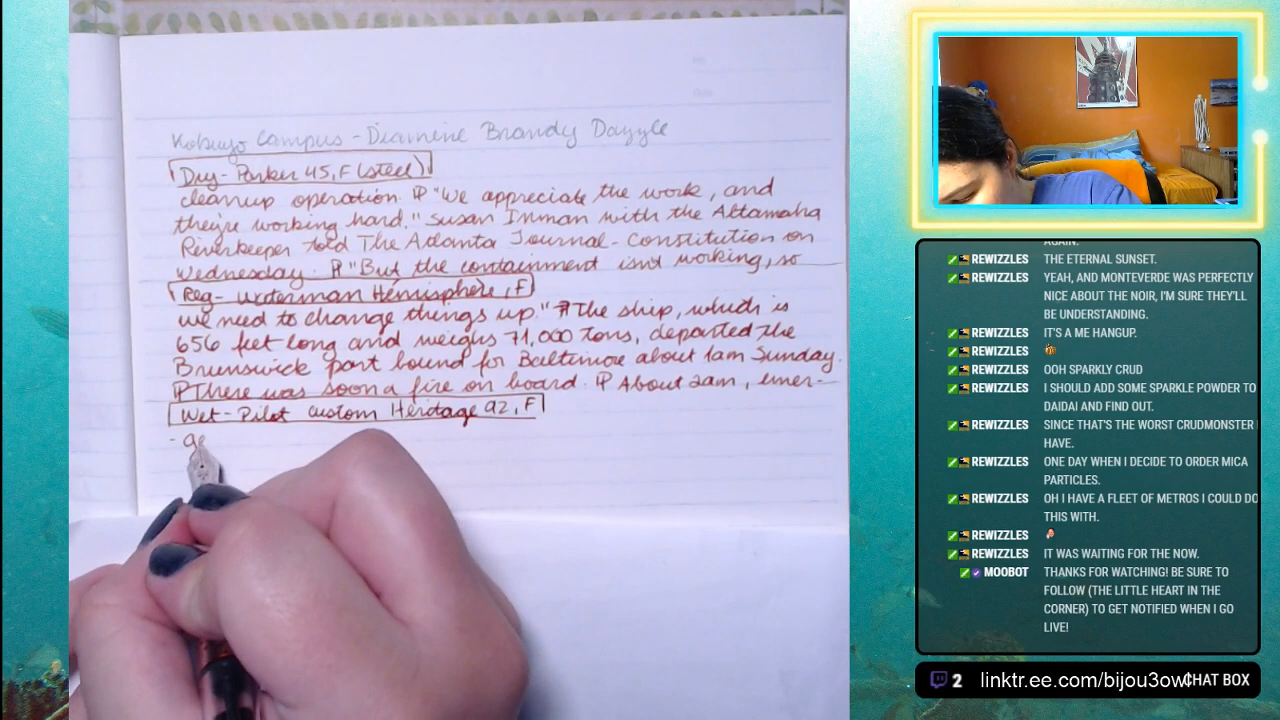 Kobuyo Campus - Diamine Brandy Dazzle
Dry - Parker 45, F (steel)
cleanup operation. ¶ "We appreciate the work, and
they're working hard." Susan Inman with the Altamaha
Riverkeeper told The Atlanta Journal-Constitution on
Wednesday. ¶ "But the containment isn't working, so
Reg - Waterman Hémisphère, F
we need to change things up." ¶ The ship, which is
656 feet long and weighs 71,000 tons, departed the
Brunswick port bound for Baltimore about 1am Sunday.
¶ There was soon a fire on board. ¶ About 2am, emer-
Wet - Pilot Custom Heritage 92, F
- ge
AGAIN.
REWIZZLES THE ETERNAL SUNSET.
REWIZZLES YEAH, AND MONTEVERDE WAS PERFECTLY
NICE ABOUT THE NOIR, I'M SURE THEY'LL
BE UNDERSTANDING.
REWIZZLES IT'S A ME HANGUP.
REWIZZLES
REWIZZLES OOH SPARKLY CRUD
REWIZZLES I SHOULD ADD SOME SPARKLE POWDER TO
DAIDAI AND FIND OUT.
REWIZZLES SINCE THAT'S THE WORST CRUDMONSTER I
HAVE.
REWIZZLES ONE DAY WHEN I DECIDE TO ORDER MICA
PARTICLES.
REWIZZLES OH I HAVE A FLEET OF METROS I COULD DO
THIS WITH.
REWIZZLES
REWIZZLES IT WAS WAITING FOR THE NOW.
MOOBOT THANKS FOR WATCHING! BE SURE TO
FOLLOW (THE LITTLE HEART IN THE
CORNER) TO GET NOTIFIED WHEN I GO
LIVE!
2 linktr.ee.com/bijou3owl CHAT BOX